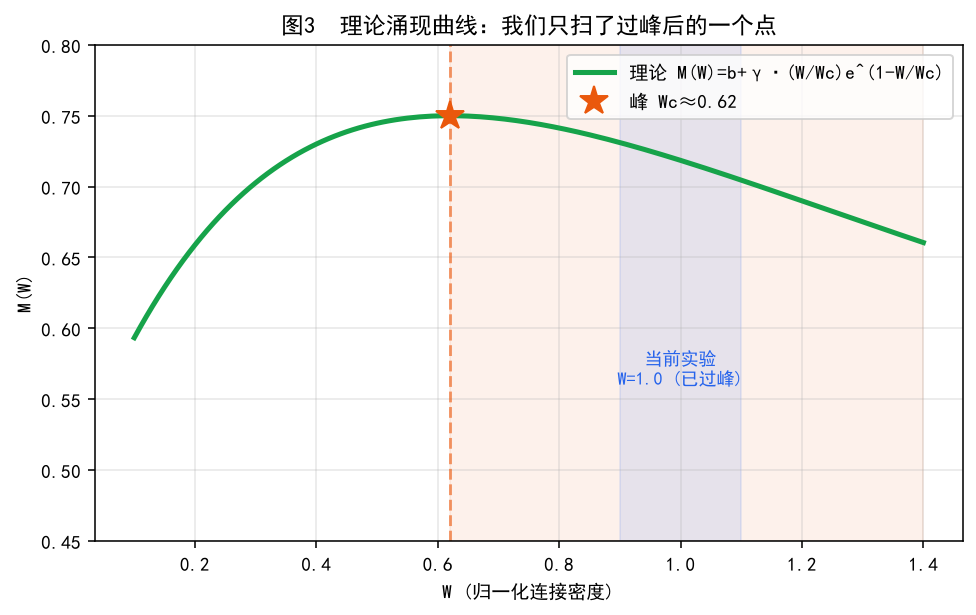 图3  理论涌现曲线：我们只扫了过峰后的一个点
理论 M(W)=b+γ·(W/Wc)e^(1-W/Wc)
峰 Wc≈0.62
0.80
0.75
0.70
0.65
0.60
0.55
0.50
0.45
M(W)
当前实验
W=1.0 (已过峰)
0.2 0.4 0.6 0.8 1.0 1.2 1.4
W (归一化连接密度)